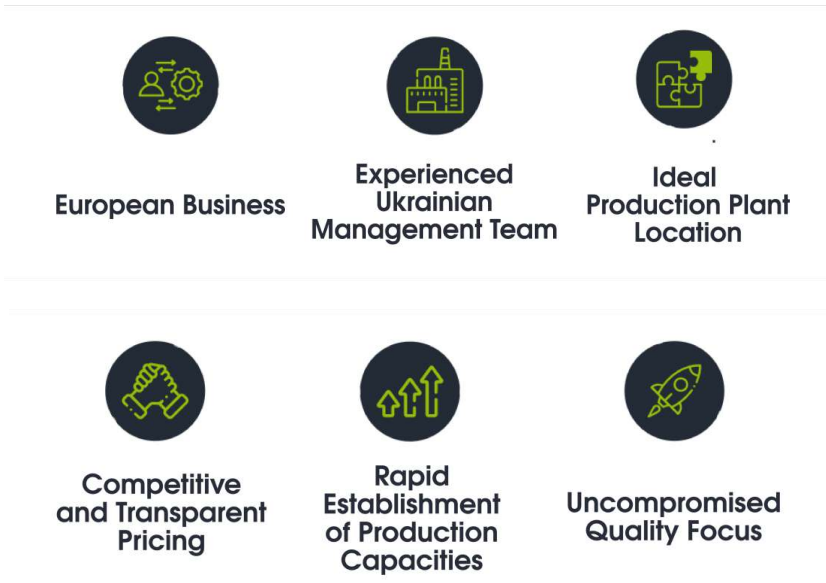 European Business
Experienced
Ukrainian
Management Team
Ideal
Production Plant
Location
Competitive
and Transparent
Pricing
Rapid
Establishment
of Production
Capacities
Uncompromised
Quality Focus